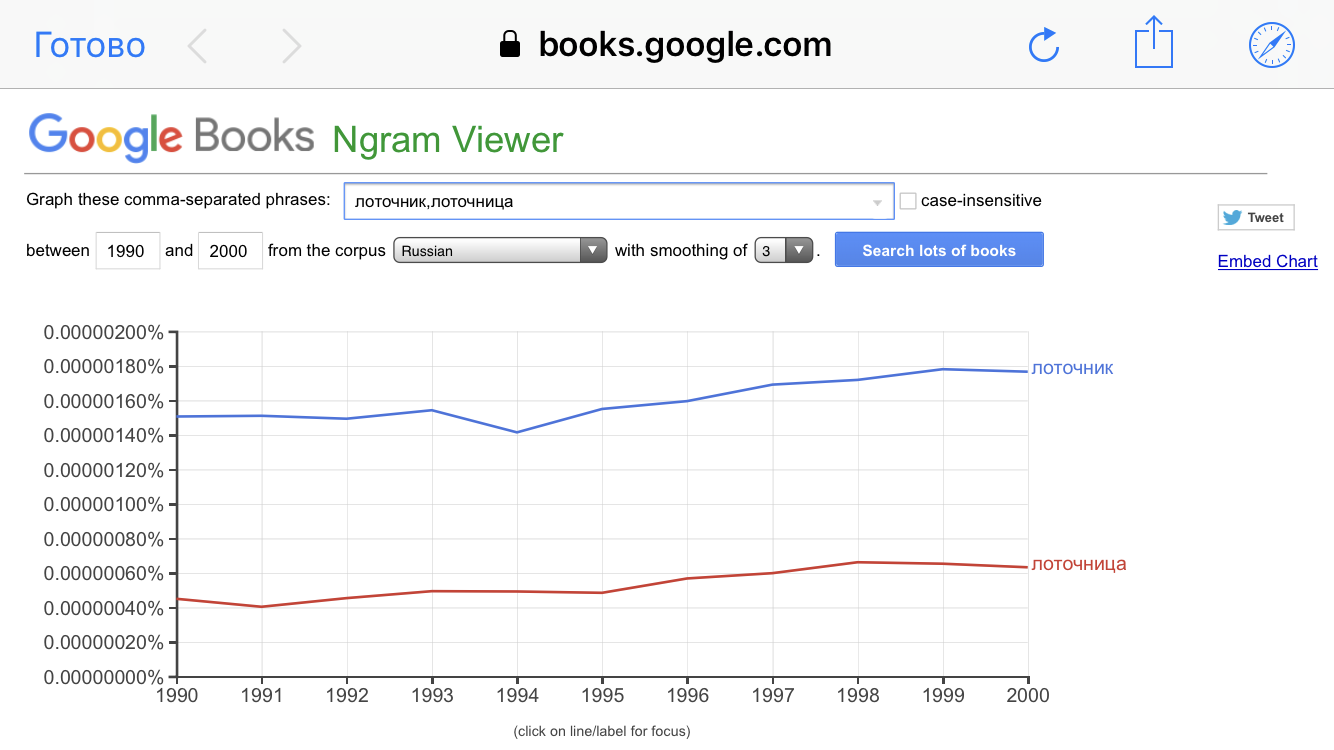 Готово
books.google.com
Google Books Ngram Viewer
Graph these comma-separated phrases: лоточник,лоточница case-insensitive
Tweet
between 1990 and 2000 from the corpus Russian with smoothing of 3 . Search lots of books
Embed Chart
0.00000200%
0.00000180%
0.00000160%
0.00000140%
0.00000120%
0.00000100%
0.00000080%
0.00000060%
0.00000040%
0.00000020%
0.00000000%
лоточник
лоточница
1990 1991 1992 1993 1994 1995 1996 1997 1998 1999 2000
(click on line/label for focus)